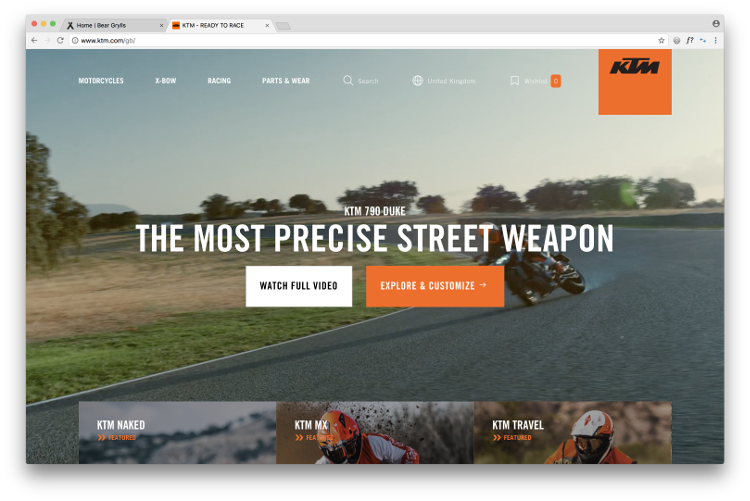 Home | Bear Grylls
KTM - READY TO RACE
www.ktm.com/gb/
f?
MOTORCYCLES
X-BOW
RACING
PARTS & WEAR
Search
United Kingdom
Wishlist
0
KTM
KTM 790 DUKE
THE MOST PRECISE STREET WEAPON
WATCH FULL VIDEO
EXPLORE & CUSTOMIZE →
KTM NAKED
FEATURED
KTM MX
FEATURED
KTM TRAVEL
FEATURED